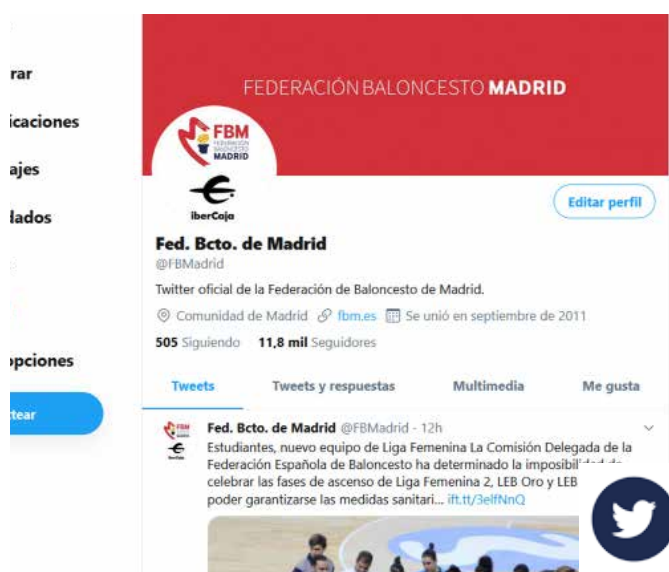 rar
icaciones
ajes
dados
opciones
tear
FEDERACIÓN BALONCESTO MADRID
FBM
FEDERACIÓN
BALONCESTO
MADRID
iberCaja
Editar perfil
Fed. Bcto. de Madrid
@FBMadrid
Twitter oficial de la Federación de Baloncesto de Madrid.
Comunidad de Madrid fbm.es Se unió en septiembre de 2011
505 Siguiendo 11,8 mil Seguidores
Tweets Tweets y respuestas Multimedia Me gusta
Fed. Bcto. de Madrid @FBMadrid - 12h
Estudiantes, nuevo equipo de Liga Femenina La Comisión Delegada de la
Federación Española de Baloncesto ha determinado la imposibilidad de
celebrar las fases de ascenso de Liga Femenina 2, LEB Oro y LEB
poder garantizarse las medidas sanitari... ift.tt/3elfNnQ